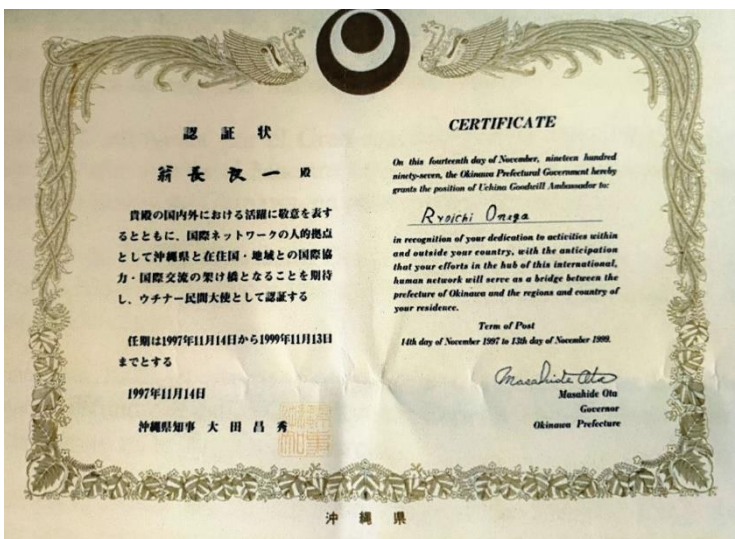 認証状
翁長良一 殿
貴殿の国内外における活躍に敬意を表す
るとともに、国際ネットワークの人的拠点
として沖縄県と在住国・地域との国際協
力・国際交流の架け橋となることを期待
し、ウチナー民間大使として認証する
任期は1997年11月14日から1999年11月13日
までとする
1997年11月14日
沖縄県知事 大田昌秀
CERTIFICATE
On this fourteenth day of November, nineteen hundred
ninety-seven, the Okinawa Prefectural Government hereby
grants the position of Uchina Goodwill Ambassador to:
Ryoichi Onaga
in recognition of your dedication to activities within
and outside your country, with the anticipation
that your efforts in the hub of this international,
human network will serve as a bridge between the
prefecture of Okinawa and the regions and country of
your residence.
Term of Post
14th day of November 1997 to 13th day of November 1999.
Masahide Ota
Masahide Ota
Governor
Okinawa Prefecture
沖縄県